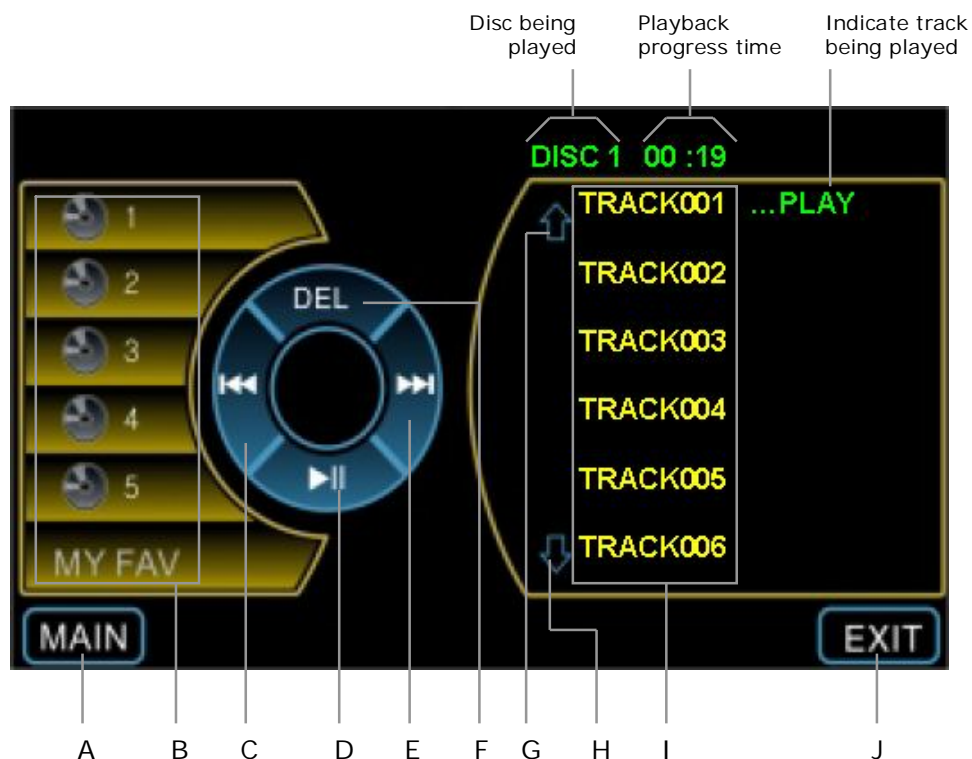 Disc being played
Playback progress time
Indicate track being played
DISC 1 00 :19
1
2
3
4
5
MY FAV
DEL
TRACK001 ...PLAY
TRACK002
TRACK003
TRACK004
TRACK005
TRACK006
MAIN
EXIT
A B C D E F G H I J